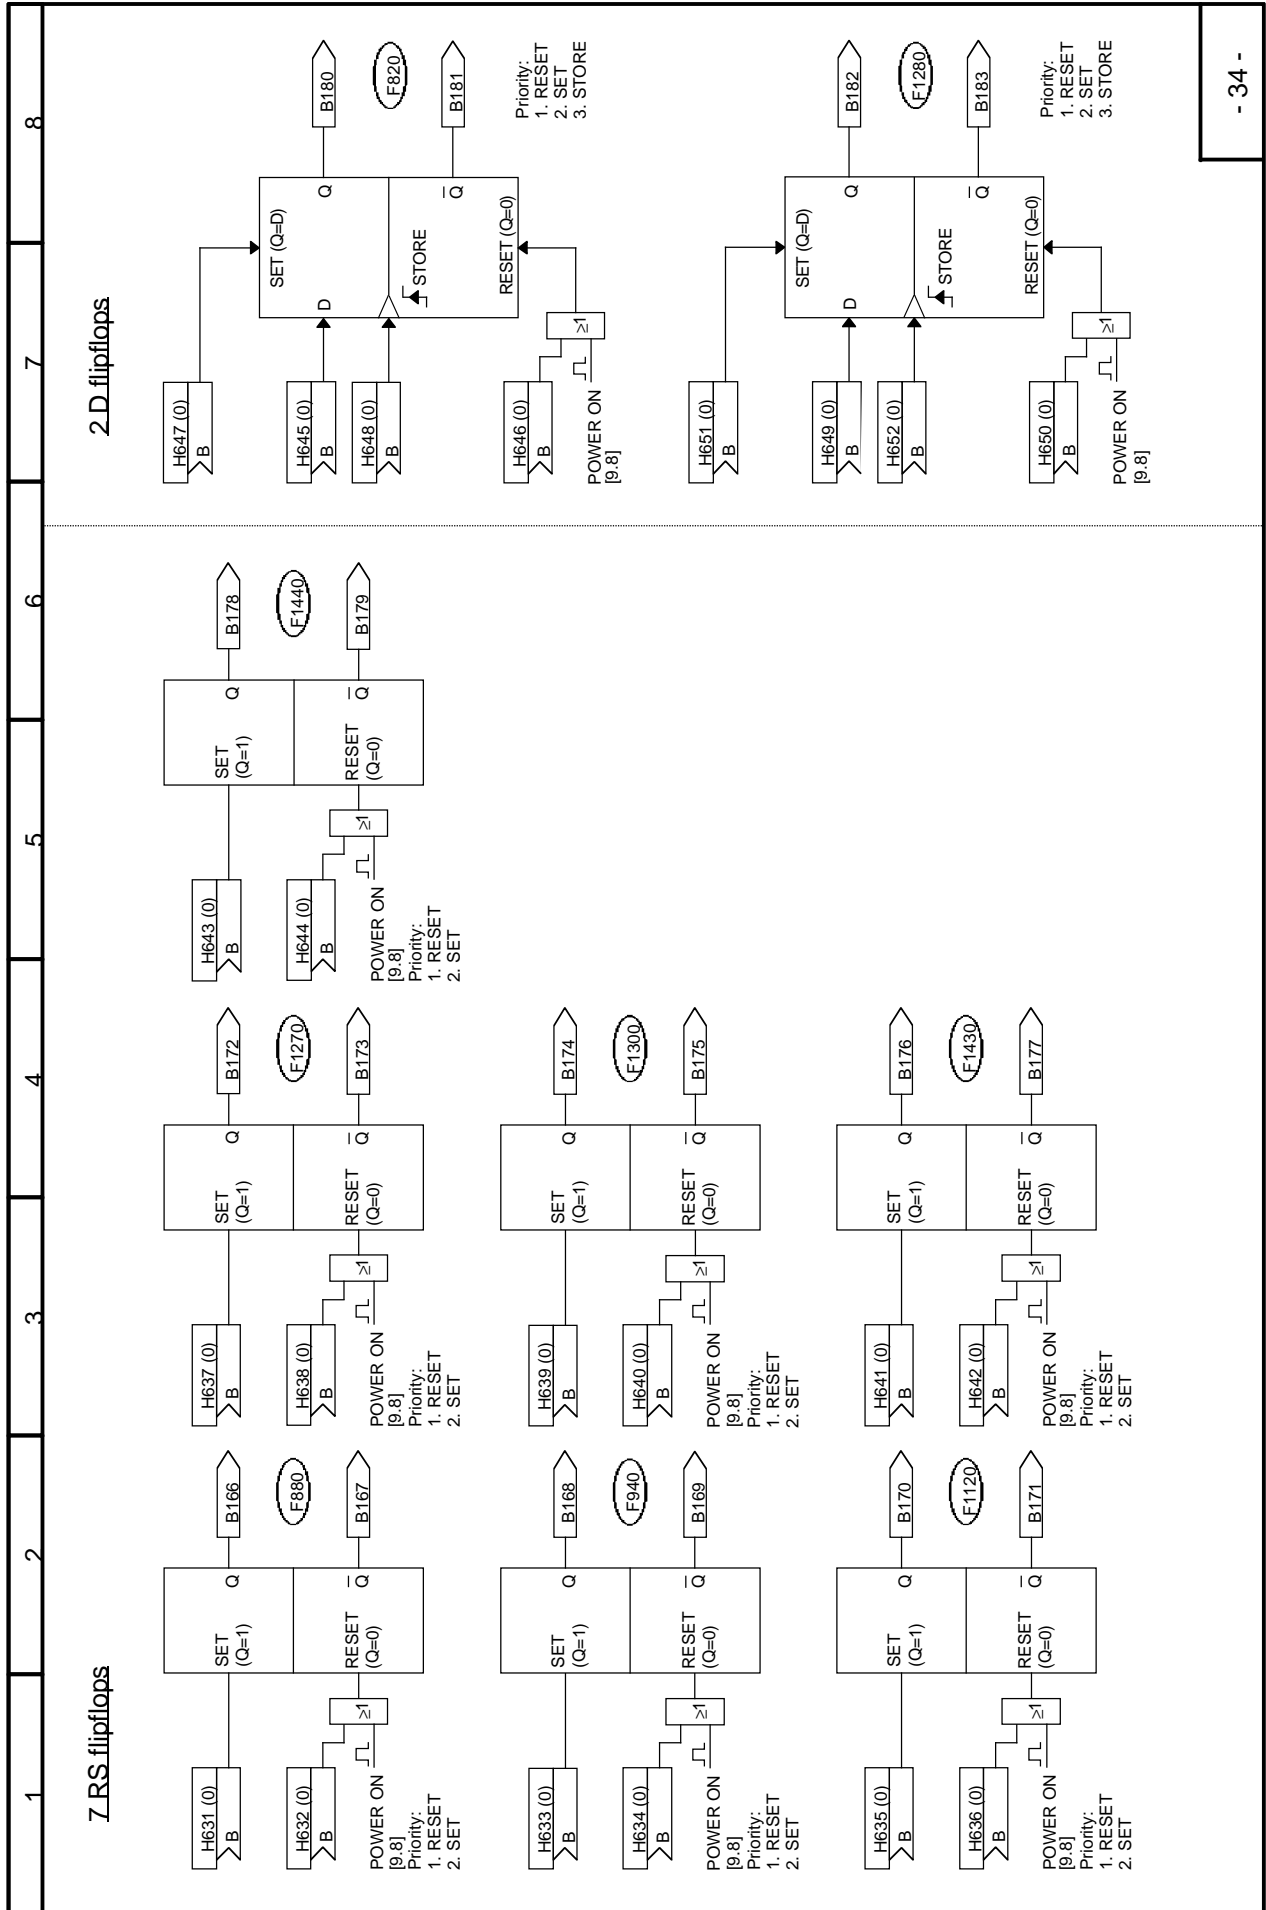 1 2 3 4 5 6 7 8
7 RS flipflops
2 D flipflops
H631 (0)
B
SET
(Q=1)
Q
B166
F880
H632 (0)
B
≥1
RESET
(Q=0)
Q
B167
POWER ON
[9.8]
Priority:
1. RESET
2. SET
H633 (0)
B
SET
(Q=1)
Q
B168
F940
H634 (0)
B
≥1
RESET
(Q=0)
Q
B169
POWER ON
[9.8]
Priority:
1. RESET
2. SET
H635 (0)
B
SET
(Q=1)
Q
B170
F1120
H636 (0)
B
≥1
RESET
(Q=0)
Q
B171
POWER ON
[9.8]
Priority:
1. RESET
2. SET
H637 (0)
B
SET
(Q=1)
Q
B172
F1270
H638 (0)
B
≥1
RESET
(Q=0)
Q
B173
POWER ON
[9.8]
Priority:
1. RESET
2. SET
H639 (0)
B
SET
(Q=1)
Q
B174
F1300
H640 (0)
B
≥1
RESET
(Q=0)
Q
B175
POWER ON
[9.8]
Priority:
1. RESET
2. SET
H641 (0)
B
SET
(Q=1)
Q
B176
F1430
H642 (0)
B
≥1
RESET
(Q=0)
Q
B177
POWER ON
[9.8]
Priority:
1. RESET
2. SET
H643 (0)
B
SET
(Q=1)
Q
B178
F1440
H644 (0)
B
≥1
RESET
(Q=0)
Q
B179
POWER ON
[9.8]
Priority:
1. RESET
2. SET
H647 (0)
B
SET (Q=D)
H645 (0)
B
D
Q
B180
F820
H648 (0)
B
STORE
Q
B181
RESET (Q=0)
H646 (0)
B
≥1
POWER ON
[9.8]
Priority:
1. RESET
2. SET
3. STORE
H651 (0)
B
SET (Q=D)
H649 (0)
B
D
Q
B182
F1280
H652 (0)
B
STORE
Q
B183
RESET (Q=0)
H650 (0)
B
≥1
POWER ON
[9.8]
Priority:
1. RESET
2. SET
3. STORE
- 34 -